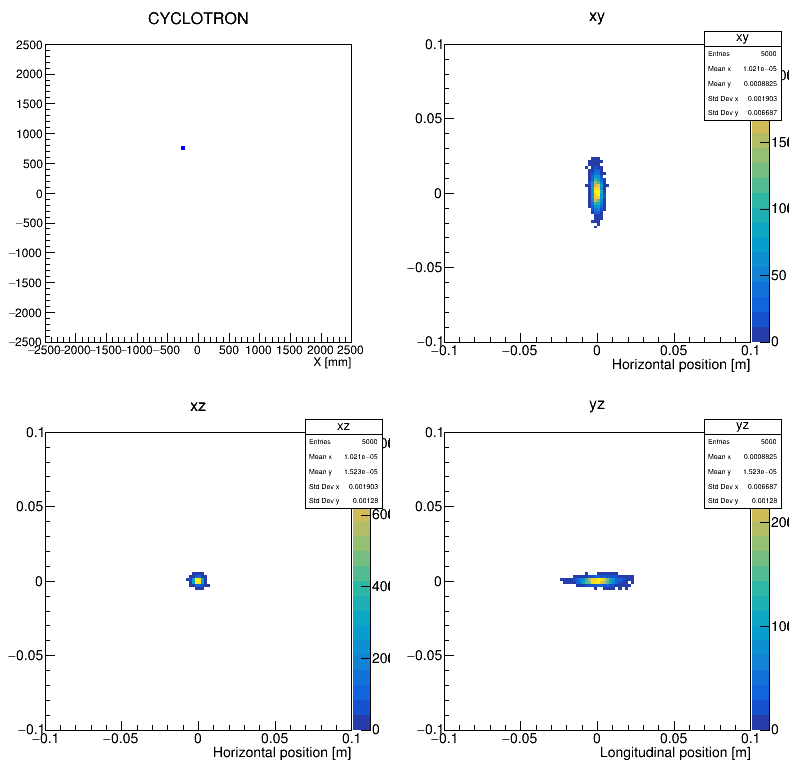 CYCLOTRON
2500
2000
1500
1000
500
0
−500
−1000
−1500
−2000
−2500
−2500−2000−1500−1000−500 0 500 1000 1500 2000 2500
X [mm]
xy
0.1
0.05
0
−0.05
−0.1
−0.1 −0.05 0 0.05 0.1
Horizontal position [m]
xy
Entries 5000
Mean x 1.021e−05
Mean y 0.0008825
Std Dev x 0.001903
Std Dev y 0.006687
150
100
50
0
xz
0.1
0.05
0
−0.05
−0.1
−0.1 −0.05 0 0.05 0.1
Horizontal position [m]
xz
Entries 5000
Mean x 1.021e−05
Mean y 1.523e−05
Std Dev x 0.001903
Std Dev y 0.00128
600
400
200
0
yz
0.1
0.05
0
−0.05
−0.1
−0.1 −0.05 0 0.05 0.1
Longitudinal position [m]
yz
Entries 5000
Mean x 0.0008825
Mean y 1.523e−05
Std Dev x 0.006687
Std Dev y 0.00128
200
100
0